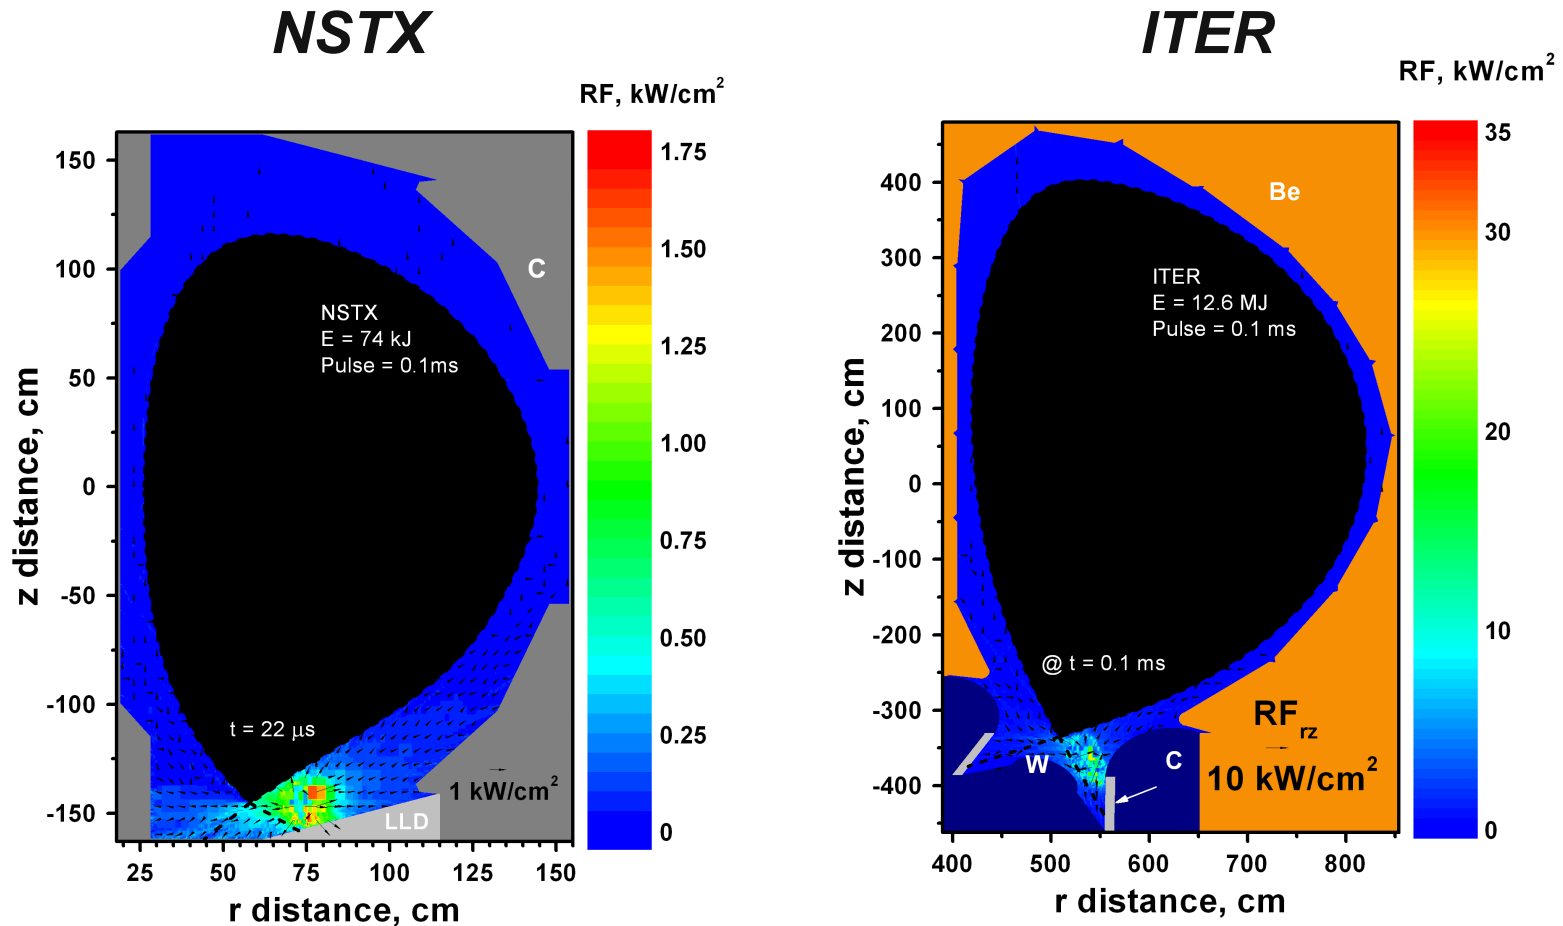 NSTX
RF, kW/cm²
150
100
50
0
-50
-100
-150
z distance, cm
25
50
75
100
125
150
r distance, cm
C
NSTX
E = 74 kJ
Pulse = 0.1ms
t = 22 µs
1 kW/cm²
LLD
1.75
1.50
1.25
1.00
0.75
0.50
0.25
0
ITER
RF, kW/cm²
400
300
200
100
0
-100
-200
-300
-400
z distance, cm
400
500
600
700
800
r distance, cm
Be
ITER
E = 12.6 MJ
Pulse = 0.1 ms
@ t = 0.1 ms
RFrz
10 kW/cm²
W
C
35
30
20
10
0